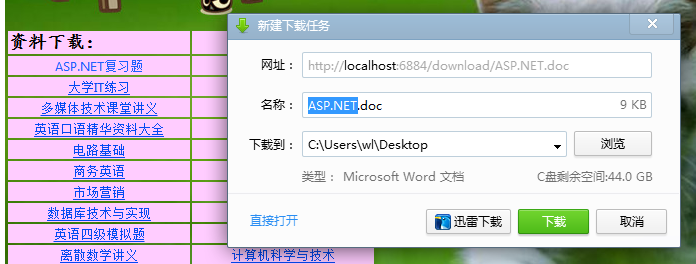 资料下载：
ASP.NET复习题
大学IT练习
多媒体技术课堂讲义
英语口语精华资料大全
电路基础
商务英语
市场营销
数据库技术与实现
英语四级模拟题
离散数学讲义
计算机科学与技术
新建下载任务
网址：
http://localhost:6884/download/ASP.NET.doc
名称：
ASP.NET.doc
9 KB
下载到：
C:\Users\wl\Desktop
浏览
类型： Microsoft Word 文档
C盘剩余空间:44.0 GB
直接打开
迅雷下载
下载
取消